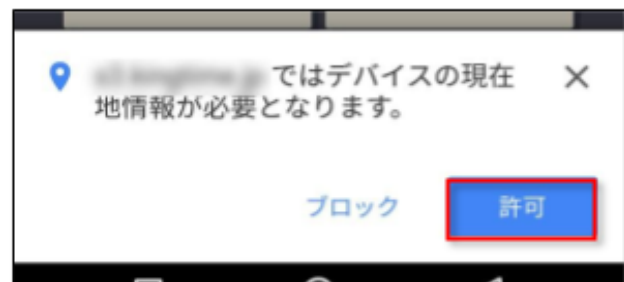 ではデバイスの現在
地情報が必要となります。
ブロック
許可